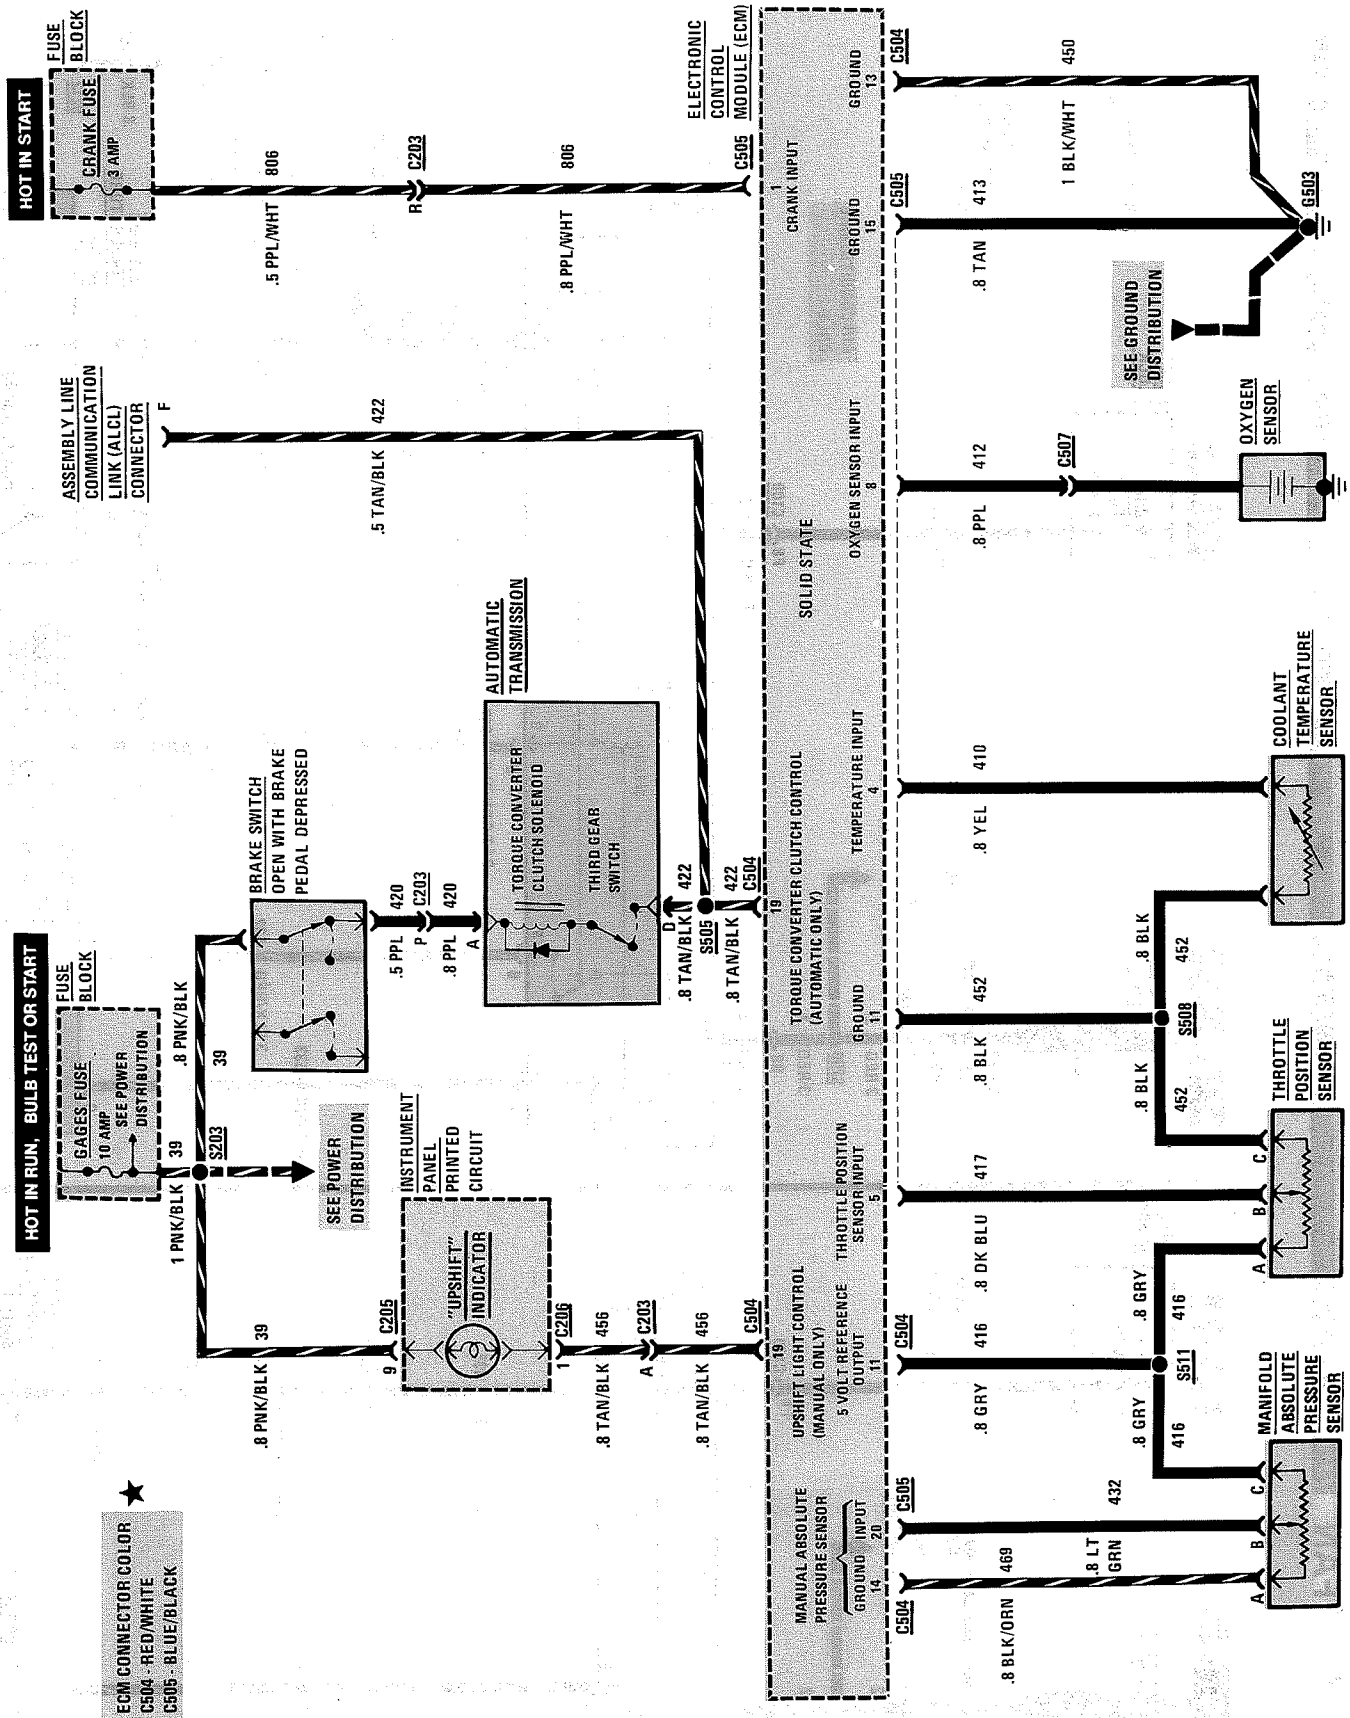 ECM CONNECTOR COLOR
C504 - RED/WHITE
C505 - BLUE/BLACK
HOT IN RUN, BULB TEST OR START
FUSE
BLOCK
GAGES FUSE
10 AMP
SEE POWER
DISTRIBUTION
1 PNK/BLK
39
S203
.8 PNK/BLK
39
SEE POWER
DISTRIBUTION
.8 PNK/BLK
39
9
C205
INSTRUMENT
PANEL
PRINTED
CIRCUIT
"UPSHIFT"
INDICATOR
1
C206
.8 TAN/BLK
456
A
C203
.8 TAN/BLK
456
C504
BRAKE SWITCH
OPEN WITH BRAKE
PEDAL DEPRESSED
.5 PPL
420
P
C203
.8 PPL
420
A
AUTOMATIC
TRANSMISSION
TORQUE CONVERTER
CLUTCH SOLENOID
THIRD GEAR
SWITCH
D
.8 TAN/BLK
422
S505
.8 TAN/BLK
422
C504
ASSEMBLY LINE
COMMUNICATION
LINK (ALCL)
CONNECTOR
F
.5 TAN/BLK
422
HOT IN START
FUSE
BLOCK
CRANK FUSE
3 AMP
.5 PPL/WHT
806
R
C203
.8 PPL/WHT
806
C505
ELECTRONIC
CONTROL
MODULE (ECM)
19
UPSHIFT LIGHT CONTROL
(MANUAL ONLY)
19
TORQUE CONVERTER CLUTCH CONTROL
(AUTOMATIC ONLY)
SOLID STATE
1
CRANK INPUT
MANUAL ABSOLUTE
PRESSURE SENSOR
GROUND
INPUT
14
20
5 VOLT REFERENCE
OUTPUT
11
THROTTLE POSITION
SENSOR INPUT
5
GROUND
11
TEMPERATURE INPUT
4
OXYGEN SENSOR INPUT
8
GROUND
15
GROUND
13
C504
C505
C504
C505
C504
.8 BLK/ORN
469
.8 LT
GRN
432
.8 GRY
416
S511
.8 GRY
416
.8 GRY
416
.8 DK BLU
417
.8 BLK
452
S508
.8 BLK
452
.8 BLK
452
.8 YEL
410
.8 PPL
412
C507
.8 TAN
413
1 BLK/WHT
450
G503
SEE GROUND
DISTRIBUTION
A
B
C
MANIFOLD
ABSOLUTE
PRESSURE
SENSOR
A
B
C
THROTTLE
POSITION
SENSOR
COOLANT
TEMPERATURE
SENSOR
OXYGEN
SENSOR